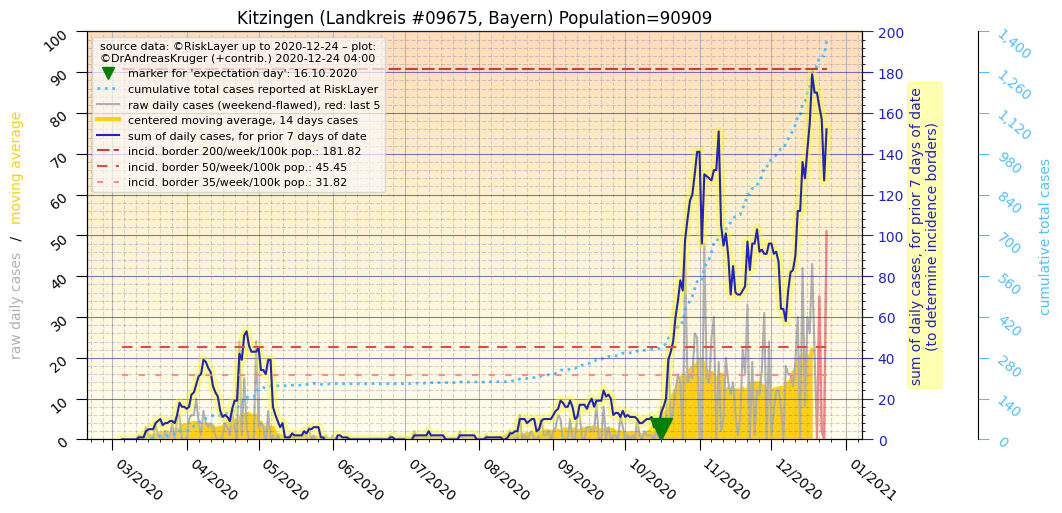 Kitzingen (Landkreis #09675, Bayern) Population=90909
source data: ©RiskLayer up to 2020-12-24 – plot:
©DrAndreasKruger (+contrib.) 2020-12-24 04:00
marker for 'expectation day': 16.10.2020
cumulative total cases reported at RiskLayer
raw daily cases (weekend-flawed), red: last 5
centered moving average, 14 days cases
sum of daily cases, for prior 7 days of date
incid. border 200/week/100k pop.: 181.82
incid. border 50/week/100k pop.: 45.45
incid. border 35/week/100k pop.: 31.82
raw daily cases / moving average
100
90
80
70
60
50
40
30
20
10
0
03/2020
04/2020
05/2020
06/2020
07/2020
08/2020
09/2020
10/2020
11/2020
12/2020
01/2021
200
180
160
140
120
100
80
60
40
20
0
sum of daily cases, for prior 7 days of date
(to determine incidence borders)
1,400
1,260
1,120
980
840
700
560
420
280
140
0
cumulative total cases